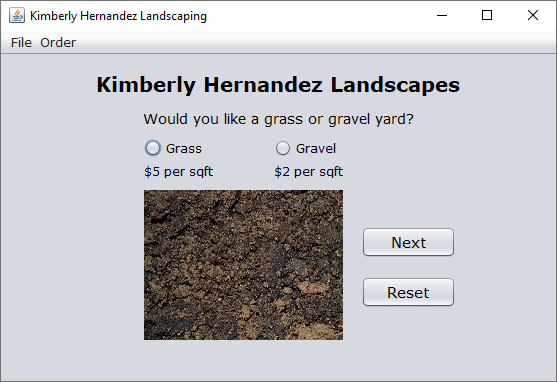 Kimberly Hernandez Landscaping
File Order
Kimberly Hernandez Landscapes
Would you like a grass or gravel yard?
Grass Gravel
$5 per sqft $2 per sqft
Next
Reset